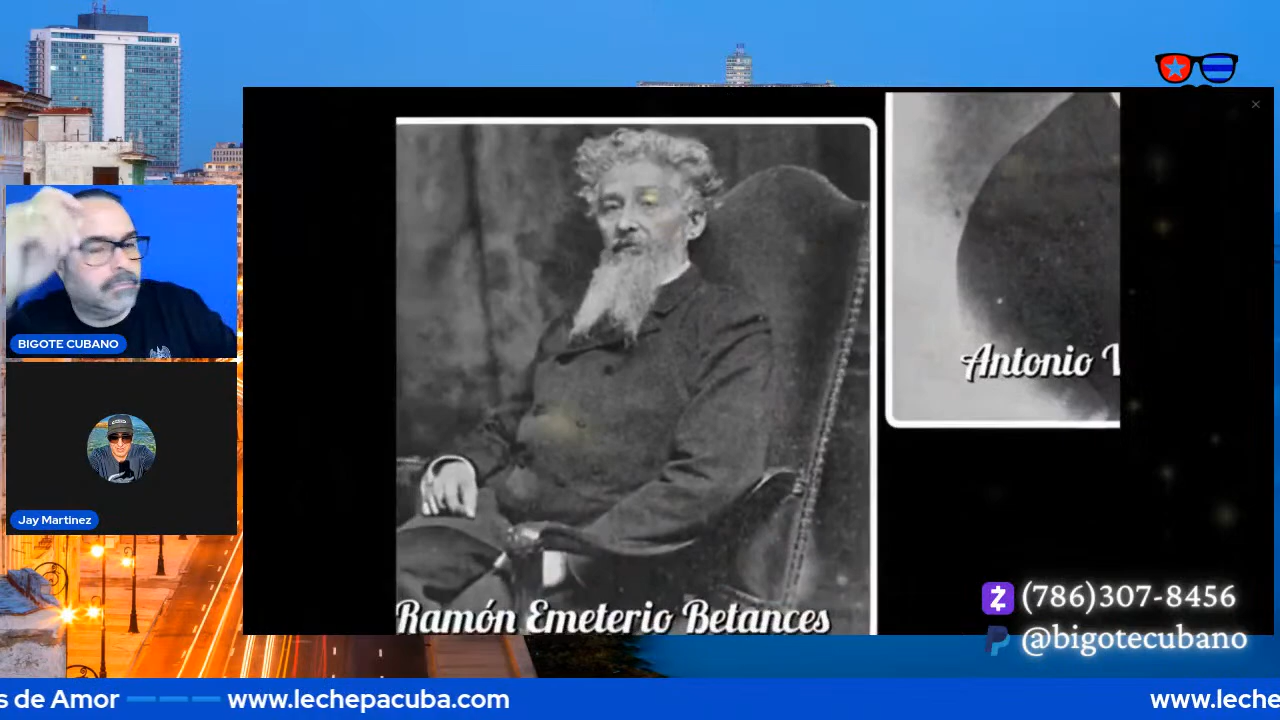 BIGOTE CUBANO
Jay Martinez
Ramón Emeterio Betances
Antonio
(786)307-8456
@bigotecubano
s de Amor www.lechepacuba.com www.leche